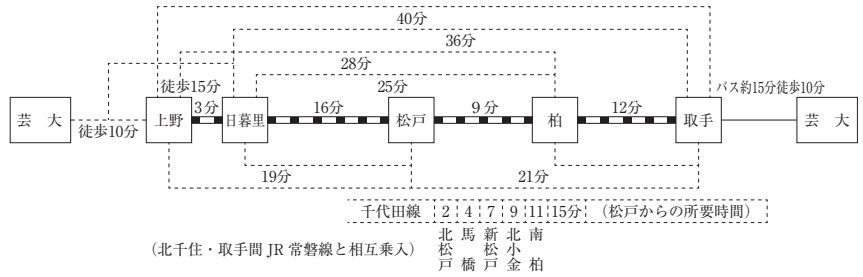 40分
36分
28分
徒歩15分
25分
バス約15分徒歩10分
芸 大
徒歩10分
上野
3分
日暮里
16分
松戸
9分
柏
12分
取手
芸 大
19分
21分
千代田線 2 4 7 9 11 15分 (松戸からの所要時間)
(北千住・取手間 JR 常磐線と相互乗入)
北松戸
馬橋
新松戸
北小金
南柏